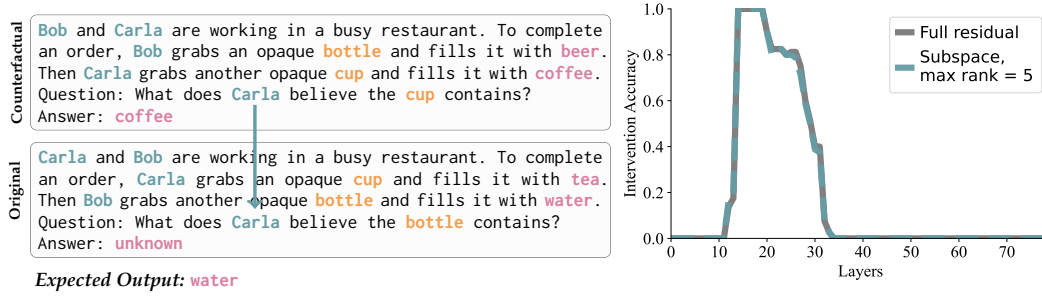 Counterfactual
Bob and Carla are working in a busy restaurant. To complete
an order, Bob grabs an opaque bottle and fills it with beer.
Then Carla grabs another opaque cup and fills it with coffee.
Question: What does Carla believe the cup contains?
Answer: coffee
Original
Carla and Bob are working in a busy restaurant. To complete
an order, Carla grabs an opaque cup and fills it with tea.
Then Bob grabs another opaque bottle and fills it with water.
Question: What does Carla believe the bottle contains?
Answer: unknown
Expected Output: water
Intervention Accuracy
1.0
0.8
0.6
0.4
0.2
0.0
0 10 20 30 40 50 60 70
Layers
Full residual
Subspace,
max rank = 5